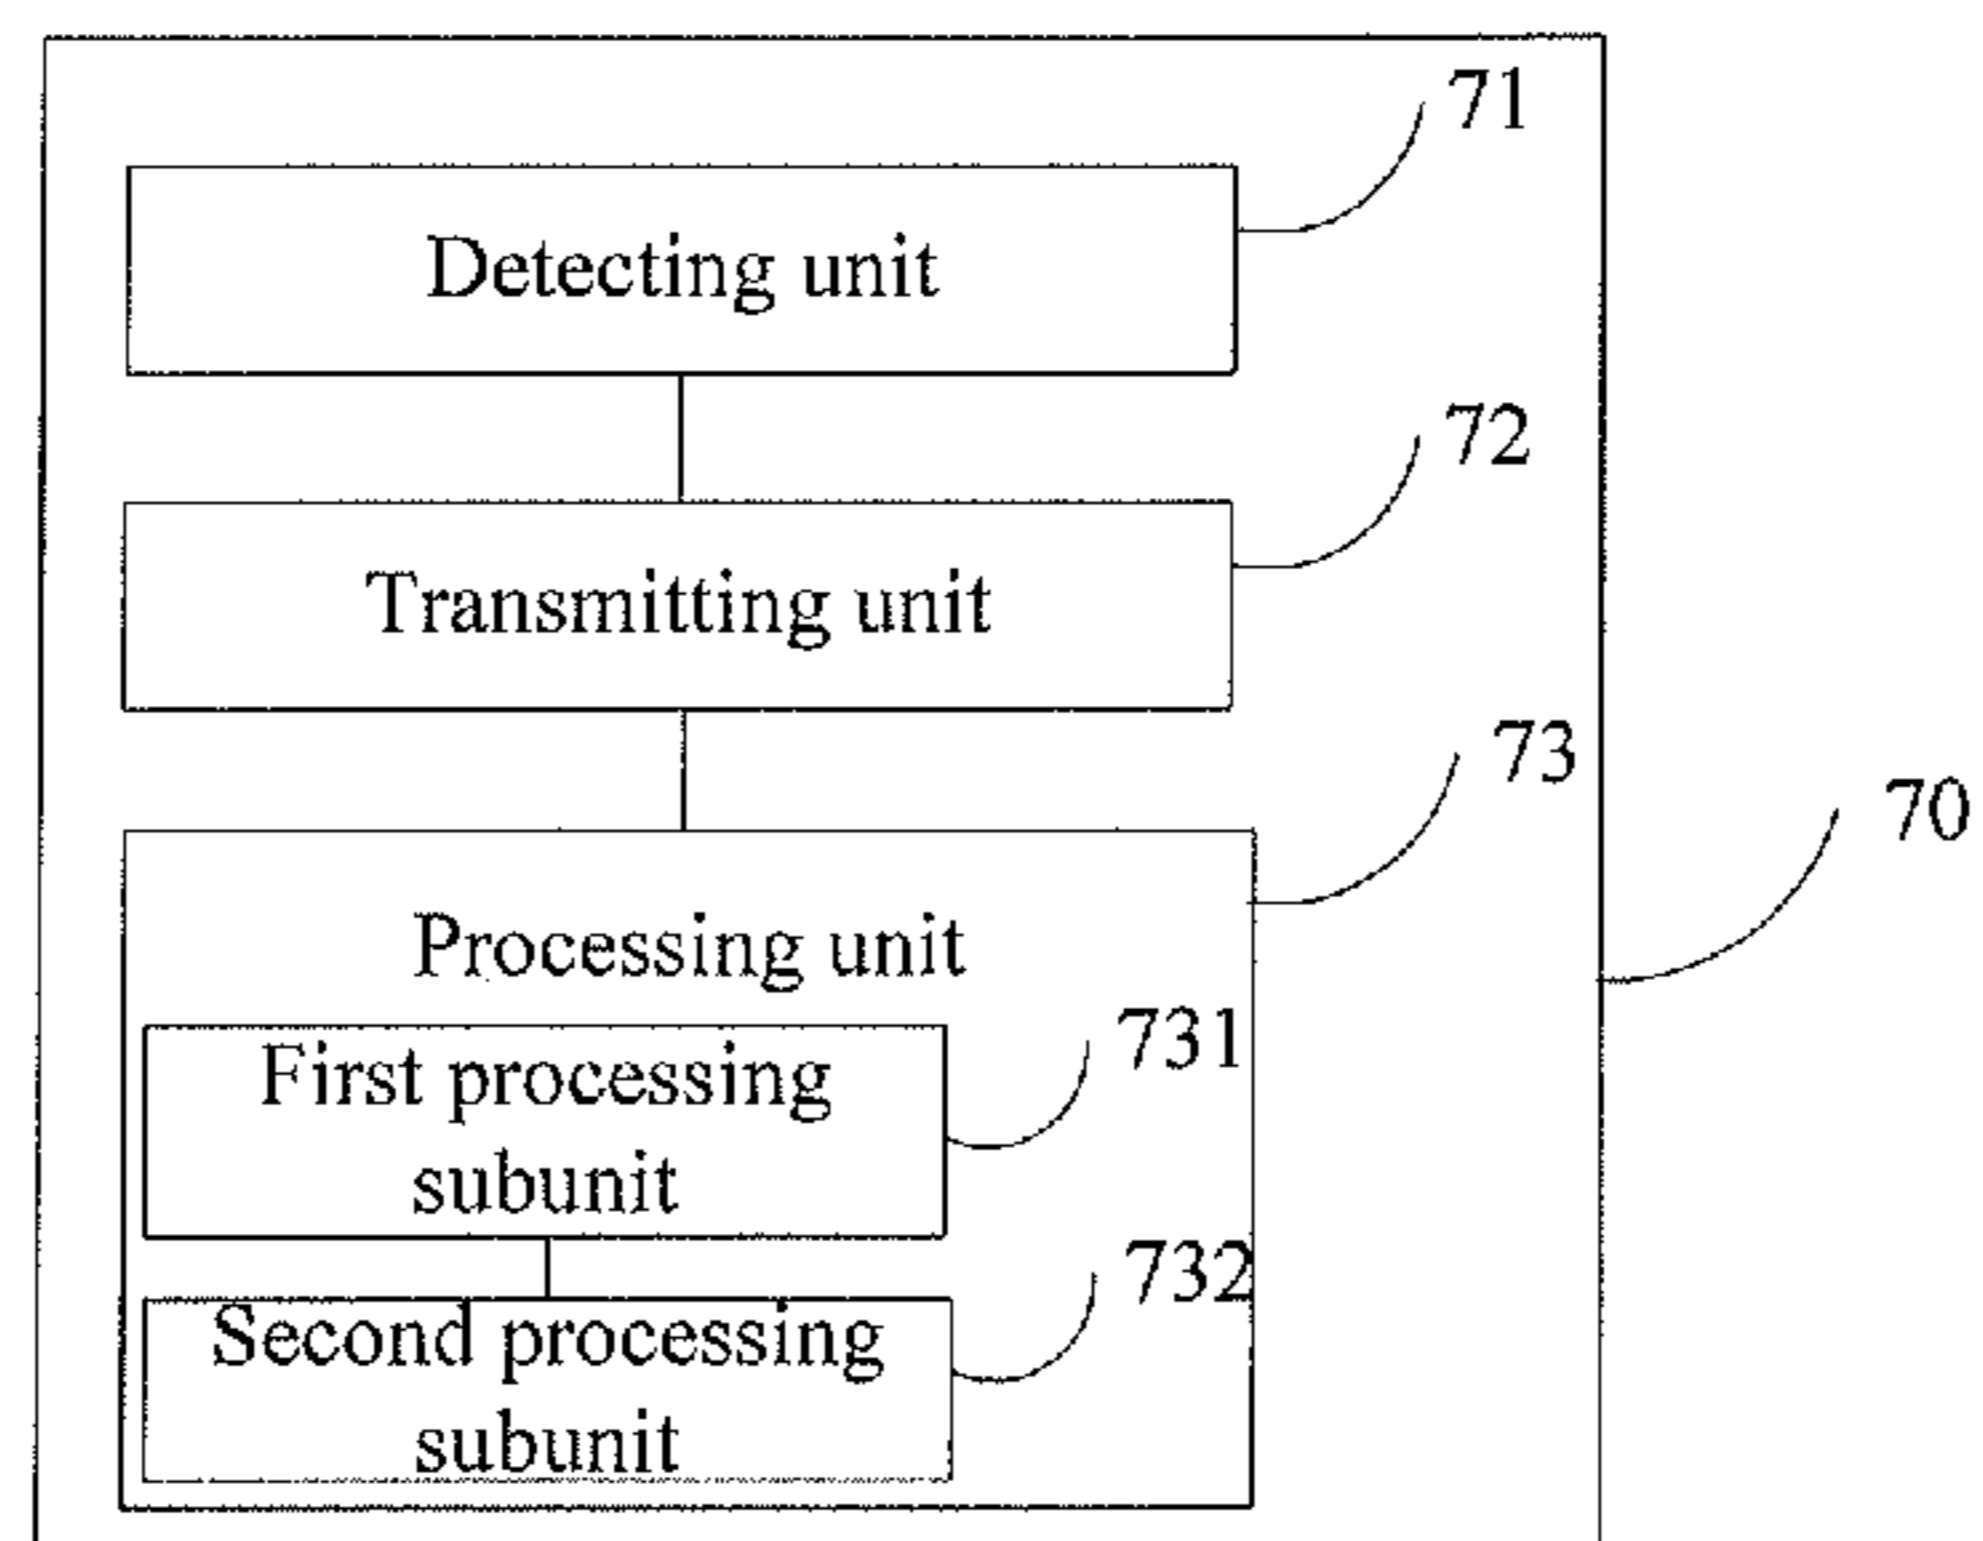 71
Detecting unit
72
Transmitting unit
73
70
Processing unit
731
First processing
subunit
732
Second processing
subunit